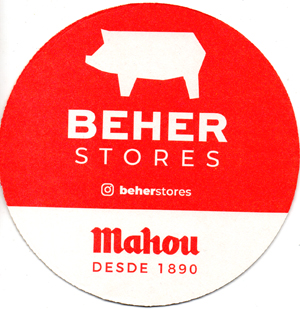 BEHER
STORES
beherstores
Mahou
DESDE 1890